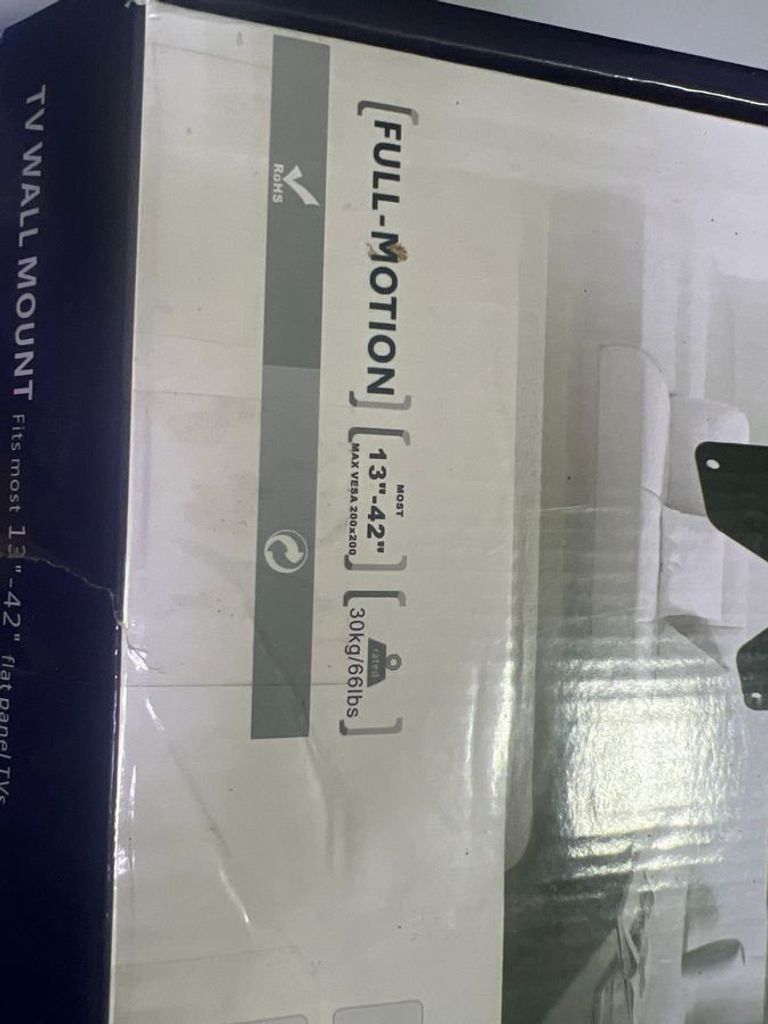 TV WALL MOUNT Fits most 13"-42" flat panel TVs
[FULL-MOTION]
MOST
[13"-42"]
MAX VESA 200x200
rated
[30kg/66lbs]
RoHS